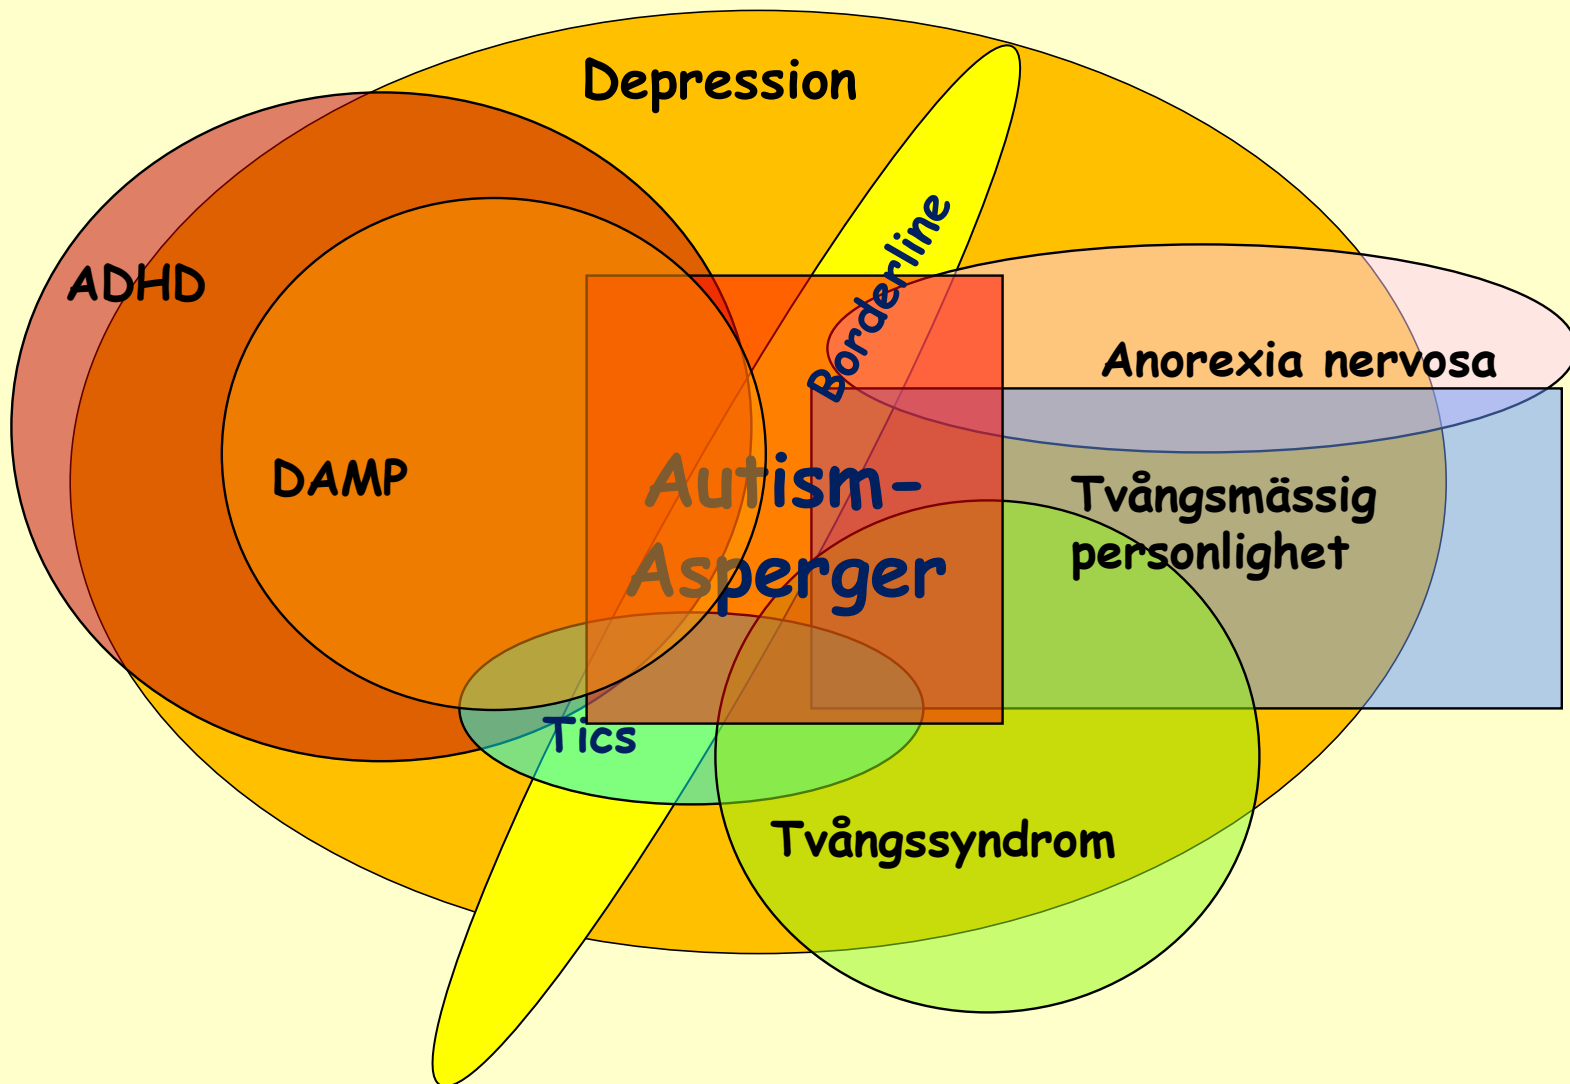 Depression
Borderline
ADHD
Anorexia nervosa
DAMP
Autism-
Asperger
Tvångsmässig
personlighet
Tics
Tvångssyndrom